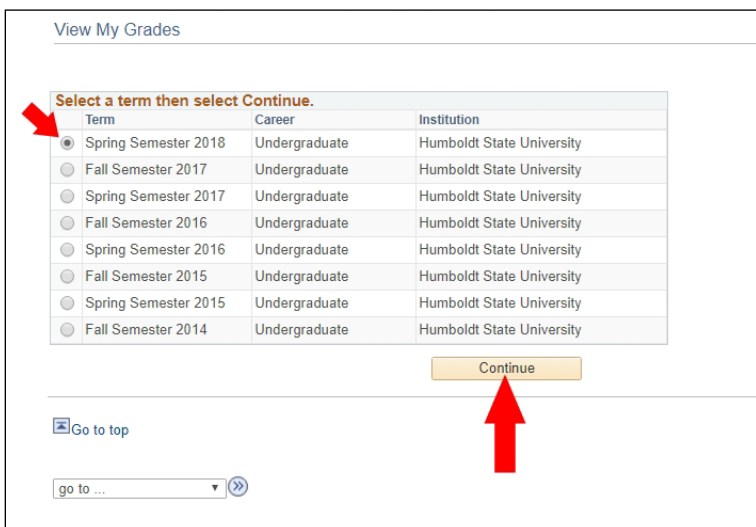 View My Grades
Select a term then select Continue.
Term Career Institution
Spring Semester 2018 Undergraduate Humboldt State University
Fall Semester 2017 Undergraduate Humboldt State University
Spring Semester 2017 Undergraduate Humboldt State University
Fall Semester 2016 Undergraduate Humboldt State University
Spring Semester 2016 Undergraduate Humboldt State University
Fall Semester 2015 Undergraduate Humboldt State University
Spring Semester 2015 Undergraduate Humboldt State University
Fall Semester 2014 Undergraduate Humboldt State University
Continue
Go to top
go to ...